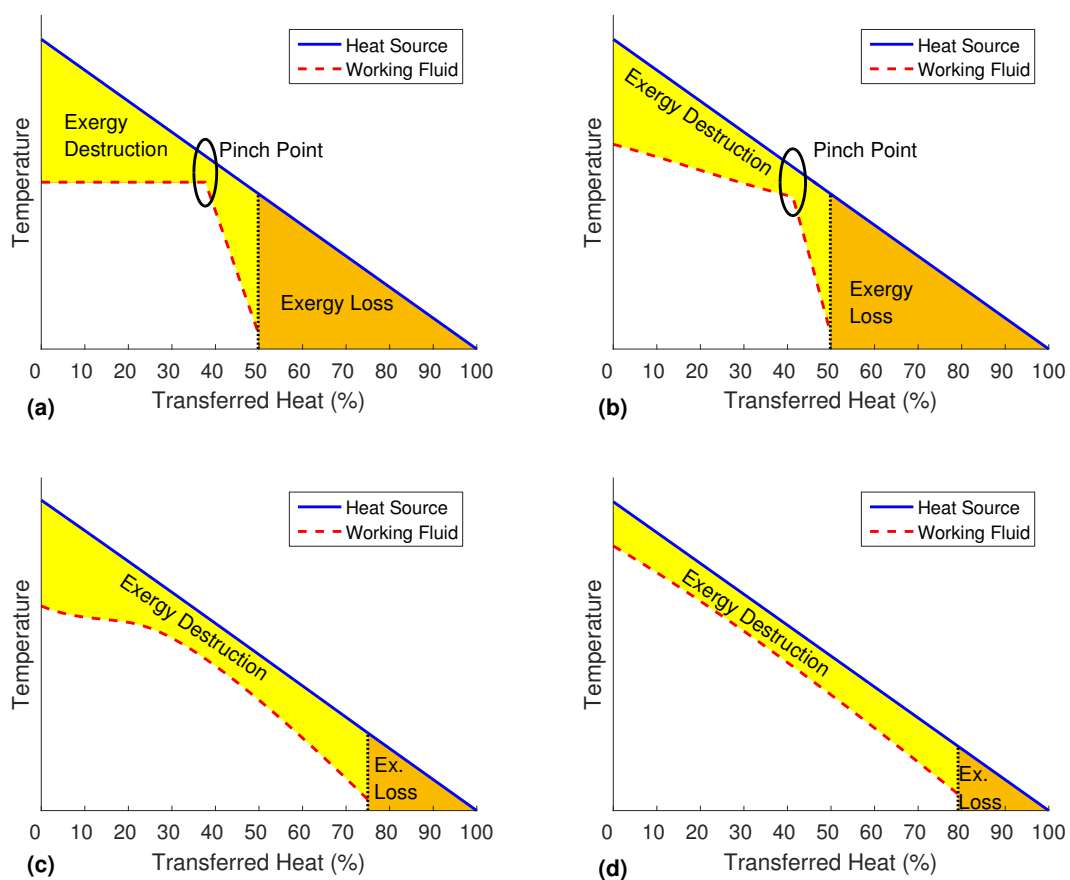 Heat Source
Working Fluid
Exergy
Destruction
Pinch Point
Exergy Loss
Temperature
0 10 20 30 40 50 60 70 80 90 100
Transferred Heat (%)
(a)
Heat Source
Working Fluid
Exergy Destruction
Pinch Point
Exergy
Loss
Temperature
0 10 20 30 40 50 60 70 80 90 100
Transferred Heat (%)
(b)
Heat Source
Working Fluid
Exergy Destruction
Ex.
Loss
Temperature
0 10 20 30 40 50 60 70 80 90 100
Transferred Heat (%)
(c)
Heat Source
Working Fluid
Exergy Destruction
Ex.
Loss
Temperature
0 10 20 30 40 50 60 70 80 90 100
Transferred Heat (%)
(d)